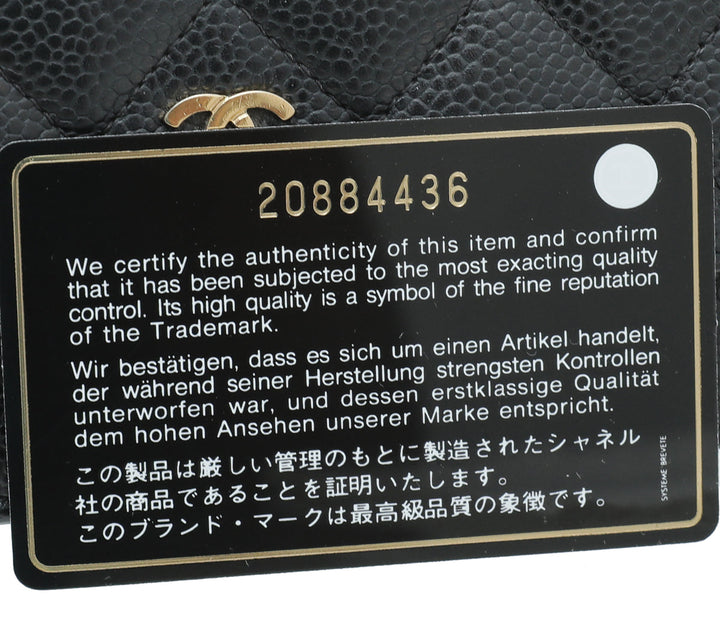 20884436
We certify the authenticity of this item and confirm
that it has been subjected to the most exacting quality
control. Its high quality is a symbol of the fine reputation
of the Trademark.
Wir bestätigen, dass es sich um einen Artikel handelt,
der während seiner Herstellung strengsten Kontrollen
unterworfen war, und dessen erstklassige Qualität
dem hohen Ansehen unserer Marke entspricht.
この製品は厳しい管理のもとに製造されたシャネル
社の商品であることを証明いたします。
このブランド・マークは最高級品質の象徴です。
SYSTEME BREVETE